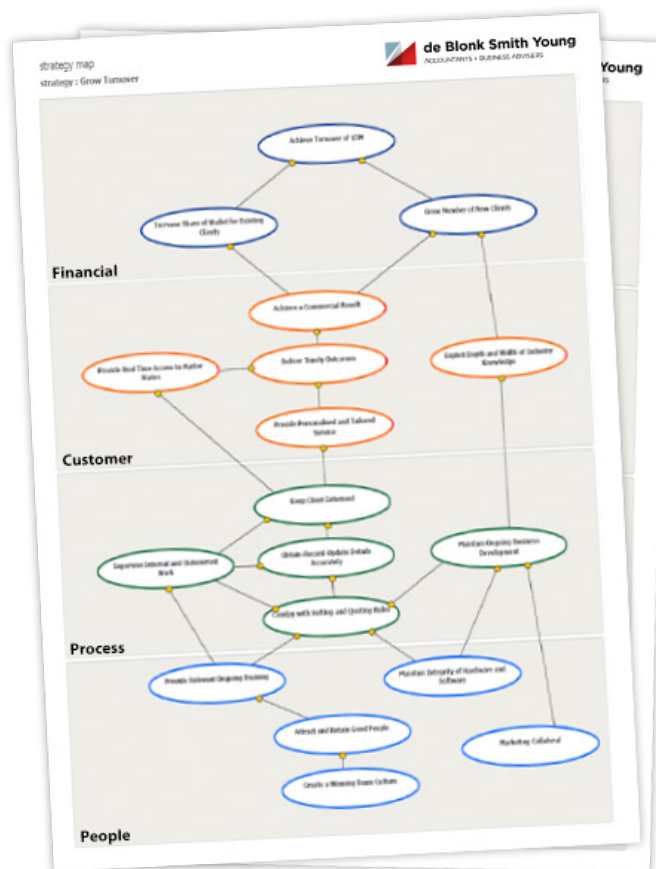 strategy map
strategy : Grow Turnover
de Blonk Smith Young
ACCOUNTANTS + BUSINESS ADVISERS
Young
Achieve Turnover of
Increase Share of Wallet for Existing
Clients
Grow Number of New Clients
Financial
Achieve a Commercial Result
Deliver Timely Outcomes
Provide Real Time Access to Matter
Status
Exploit Depth and Width of Industry
Knowledge
Provide Personalised and Tailored
Service
Customer
Keep Client Informed
Obtain-Record-Update Details
Accurately
Maintain Ongoing Business
Development
Supervise Internal and Outsourced
Work
Comply with Vetting and Quoting Rules
Process
Provide Relevant Ongoing Training
Maintain Integrity of Hardware and
Software
Attract and Retain Good People
Marketing Collateral
Create a Winning Team Culture
People